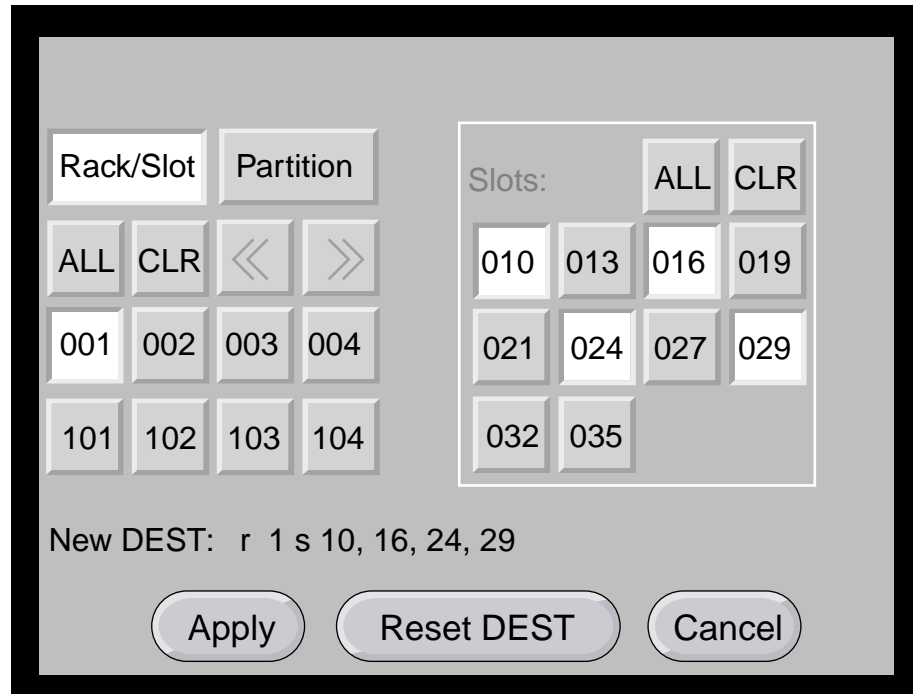 Rack/Slot Partition
ALL CLR
001 002 003 004
101 102 103 104
Slots: ALL CLR
010 013 016 019
021 024 027 029
032 035
New DEST: r 1 s 10, 16, 24, 29
Apply Reset DEST Cancel